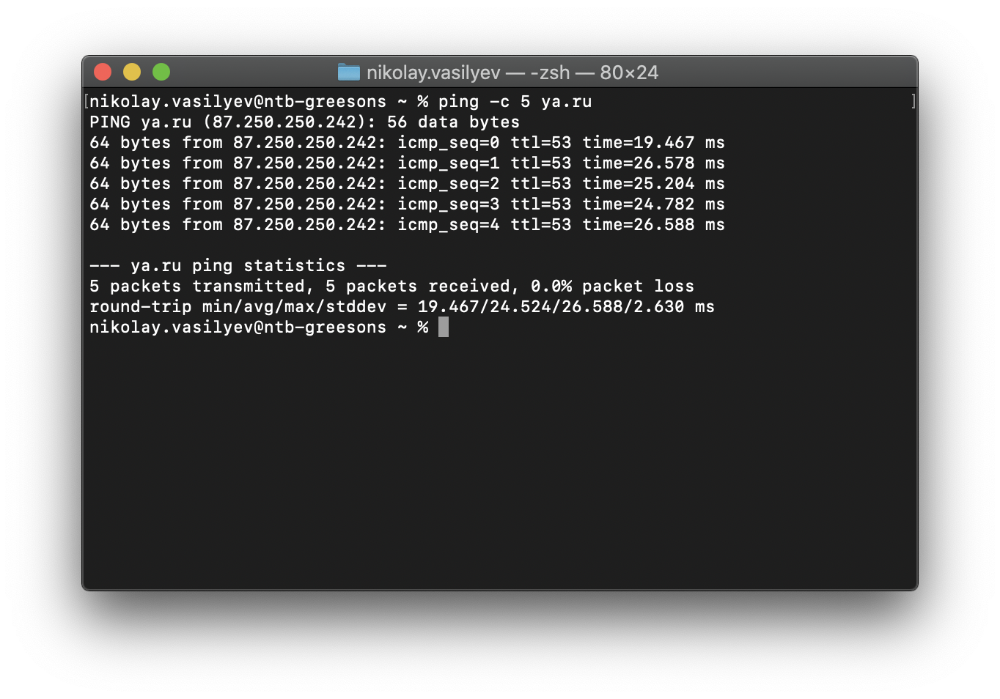 nikolay.vasilyev — -zsh — 80×24
[nikolay.vasilyev@ntb-greesons ~ % ping -c 5 ya.ru ]
PING ya.ru (87.250.250.242): 56 data bytes
64 bytes from 87.250.250.242: icmp_seq=0 ttl=53 time=19.467 ms
64 bytes from 87.250.250.242: icmp_seq=1 ttl=53 time=26.578 ms
64 bytes from 87.250.250.242: icmp_seq=2 ttl=53 time=25.204 ms
64 bytes from 87.250.250.242: icmp_seq=3 ttl=53 time=24.782 ms
64 bytes from 87.250.250.242: icmp_seq=4 ttl=53 time=26.588 ms
--- ya.ru ping statistics ---
5 packets transmitted, 5 packets received, 0.0% packet loss
round-trip min/avg/max/stddev = 19.467/24.524/26.588/2.630 ms
nikolay.vasilyev@ntb-greesons ~ %